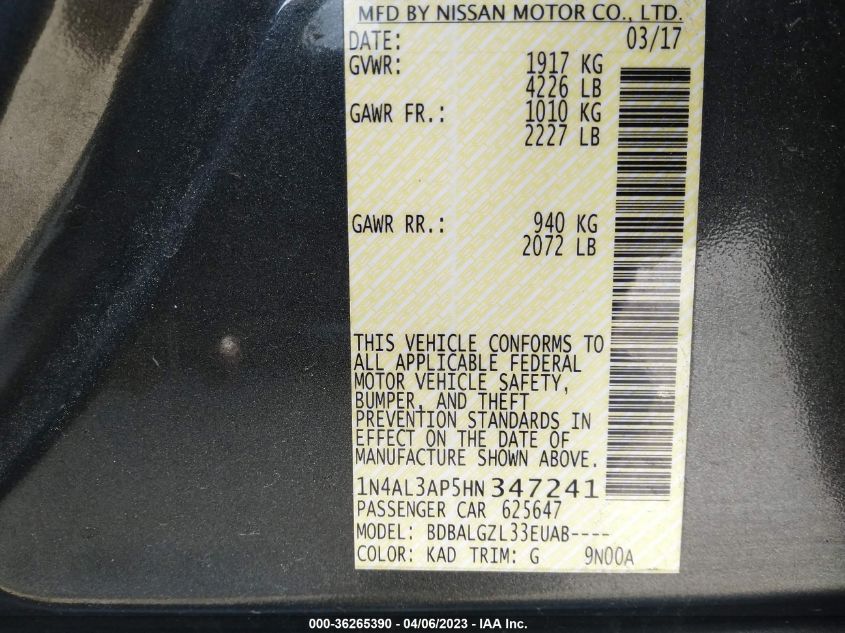 MFD BY NISSAN MOTOR CO., LTD.
DATE: 03/17
GVWR: 1917 KG
4226 LB
GAWR FR.: 1010 KG
2227 LB
GAWR RR.: 940 KG
2072 LB
THIS VEHICLE CONFORMS TO
ALL APPLICABLE FEDERAL
MOTOR VEHICLE SAFETY,
BUMPER, AND THEFT
PREVENTION STANDARDS IN
EFFECT ON THE DATE OF
MANUFACTURE SHOWN ABOVE.
1N4AL3AP5HN347241
PASSENGER CAR 625647
MODEL: BDBALGZL33EUAB----
COLOR: KAD TRIM: G 9N00A
000-36265390 - 04/06/2023 - IAA Inc.